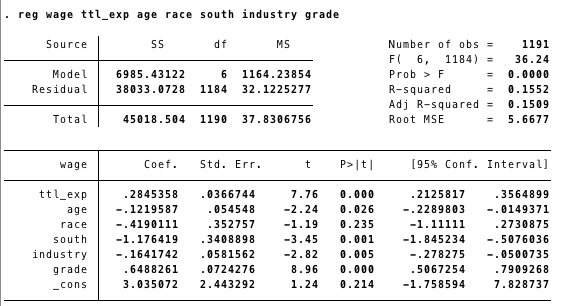 . reg wage ttl_exp age race south industry grade
Source SS df MS Number of obs = 1191
F( 6, 1184) = 36.24
Model 6985.43122 6 1164.23854 Prob > F = 0.0000
Residual 38033.0728 1184 32.1225277 R-squared = 0.1552
Adj R-squared = 0.1509
Total 45018.504 1190 37.8306756 Root MSE = 5.6677
wage Coef. Std. Err. t P>|t| [95% Conf. Interval]
ttl_exp .2845358 .0366744 7.76 0.000 .2125817 .3564899
age -.1219587 .054548 -2.24 0.026 -.2289803 -.0149371
race -.4190111 .352757 -1.19 0.235 -1.11111 .2730875
south -1.176419 .3408898 -3.45 0.001 -1.845234 -.5076036
industry -.1641742 .0581562 -2.82 0.005 -.278275 -.0500735
grade .6488261 .0724276 8.96 0.000 .5067254 .7909268
_cons 3.035072 2.443292 1.24 0.214 -1.758594 7.828737